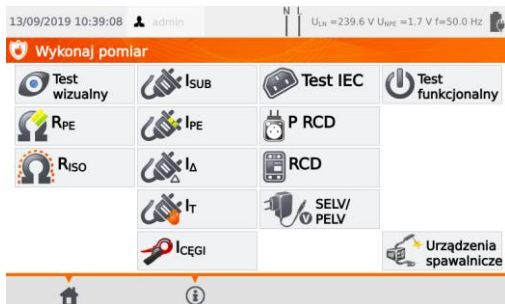 13/09/2019 10:39:08 admin N L ULN =239.6 V UNPE =1.7 V f=50.0 Hz
Wykonaj pomiar
Test wizualny
ISUB
Test IEC
Test funkcjonalny
RPE
IPE
P RCD
RISO
IΔ
RCD
IT
SELV/
PELV
ICĘGI
Urządzenia
spawalnicze